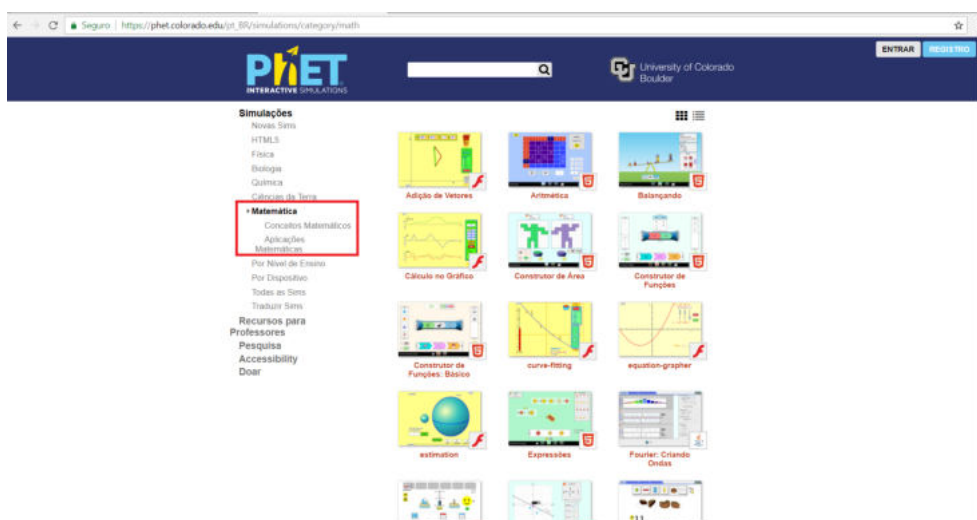 Seguro | https://phet.colorado.edu/pt_BR/simulations/category/math
ENTRAR REGISTRO
PhET
INTERACTIVE SIMULATIONS
University of Colorado
Boulder
Simulações
Novas Sims
HTML5
Física
Biologia
Química
Ciências da Terra
Matemática
Conceitos Matemáticos
Aplicações
Matemáticas
Por Nível de Ensino
Por Dispositivo
Todas as Sims
Traduzir Sims
Recursos para
Professores
Pesquisa
Accessibility
Doar
Adição de Vetores
Aritmética
Balançando
Cálculo no Gráfico
Construtor de Área
Construtor de
Funções
Construtor de
Funções: Básico
curve-fitting
equation-grapher
estimation
Expressões
Fourier: Criando
Ondas